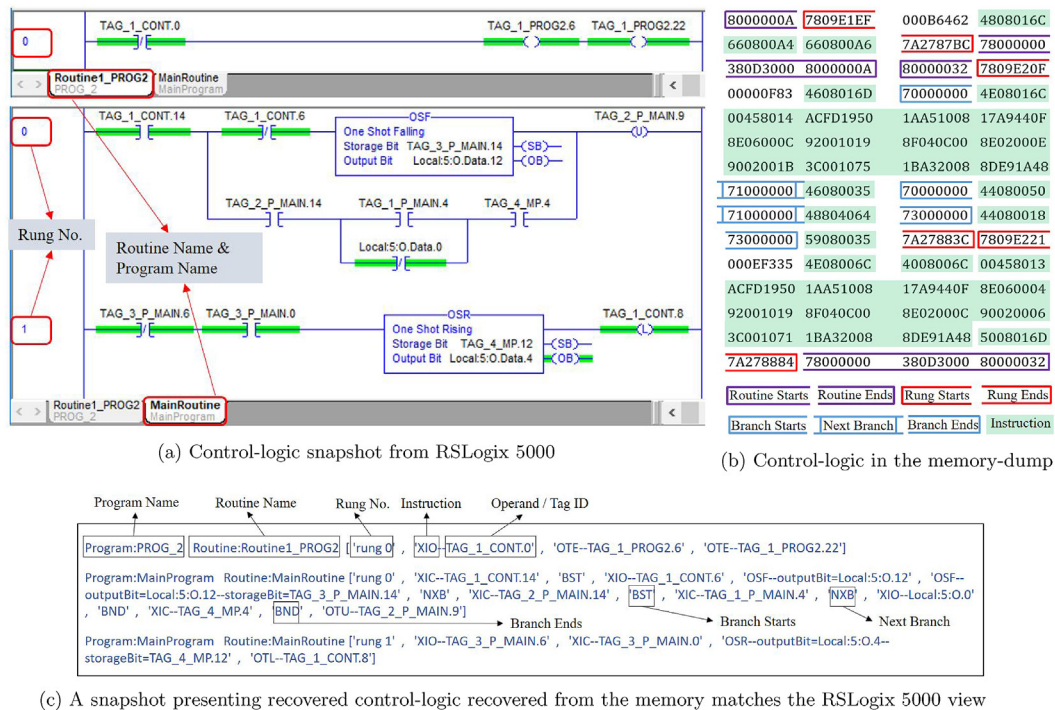 TAG_1_CONT.0
TAG_1_PROG2.6
TAG_1_PROG2.22
0
Routine1_PROG2
MainRoutine
PROG_2
MainProgram
0
TAG_1_CONT.14
TAG_1_CONT.6
OSF
TAG_2_P_MAIN.9
One Shot Falling
U
Storage Bit TAG_3_P_MAIN.14
SB
Output Bit Local:5:O.Data.12
OB
TAG_2_P_MAIN.14
TAG_1_P_MAIN.4
TAG_4_MP.4
Rung No.
Routine Name &
Program Name
Local:5:O.Data.0
1
TAG_3_P_MAIN.6
TAG_3_P_MAIN.0
OSR
TAG_1_CONT.8
One Shot Rising
L
Storage Bit TAG_4_MP.12
SB
Output Bit Local:5:O.Data.4
OB
Routine1_PROG2
MainRoutine
PROG_2
MainProgram
(a) Control-logic snapshot from RSLogix 5000
8000000A 7809E1EF 000B6462 4808016C
660800A4 660800A6 7A2787BC 78000000
380D3000 8000000A 80000032 7809E20F
00000F83 4608016D 70000000 4E08016C
00458014 ACFD1950 1AA51008 17A9440F
8E06000C 92001019 8F040C00 8E02000E
9002001B 3C001075 1BA32008 8DE91A48
71000000 46080035 70000000 44080050
71000000 48804064 73000000 44080018
73000000 59080035 7A27883C 7809E221
000EF335 4E08006C 4008006C 00458013
ACFD1950 1AA51008 17A9440F 8E060004
92001019 8F040C00 8E02000C 90020006
3C001071 1BA32008 8DE91A48 5008016D
7A278884 78000000 380D3000 80000032
Routine Starts Routine Ends Rung Starts Rung Ends
Branch Starts Next Branch Branch Ends Instruction
(b) Control-logic in the memory-dump
Program Name Routine Name Rung No. Instruction Operand / Tag ID
Program:PROG_2 Routine:Routine1_PROG2 ['rung 0' , 'XIO--TAG_1_CONT.0' , 'OTE--TAG_1_PROG2.6' , 'OTE--TAG_1_PROG2.22']
Program:MainProgram Routine:MainRoutine ['rung 0' , 'XIC--TAG_1_CONT.14' , 'BST' , 'XIO--TAG_1_CONT.6' , 'OSF--outputBit=Local:5:O.12' , 'OSF--
outputBit=Local:5:O.12--storageBit=TAG_3_P_MAIN.14' , 'NXB' , 'XIC--TAG_2_P_MAIN.14' , 'BST' , 'XIC--TAG_1_P_MAIN.4' , 'NXB' , 'XIO--Local:5:O.0'
, 'BND' , 'XIC--TAG_4_MP.4' , 'BND' , 'OTU--TAG_2_P_MAIN.9']
Branch Ends Branch Starts Next Branch
Program:MainProgram Routine:MainRoutine ['rung 1' , 'XIO--TAG_3_P_MAIN.6' , 'XIC--TAG_3_P_MAIN.0' , 'OSR--outputBit=Local:5:O.4--
storageBit=TAG_4_MP.12' , 'OTL--TAG_1_CONT.8']
(c) A snapshot presenting recovered control-logic recovered from the memory matches the RSLogix 5000 view